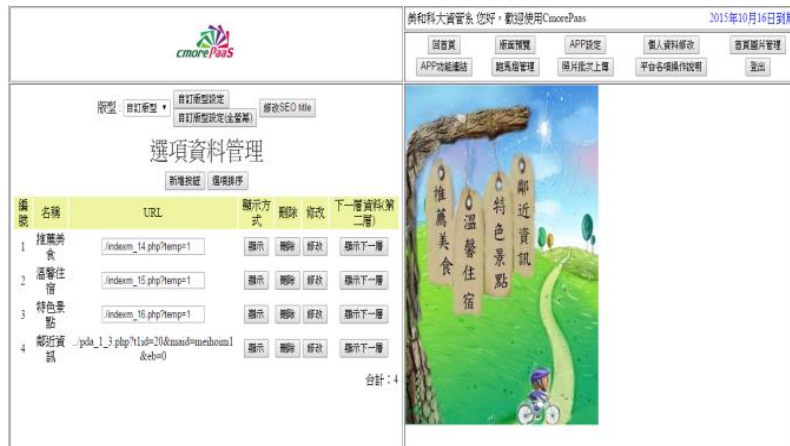 cmorePaaS
美和科大資管系 您好，歡迎使用CmorePaas
2015年10月16日到期
回首頁 版面預覽 APP設定 個人資料修改 首頁圖片管理
APP功能連結 跑馬燈管理 照片批次上傳 平台各項操作說明 登出
版型 : 自訂版型 自訂版型設定 修改SEO title
自訂版型設定(全螢幕)
選項資料管理
新增按鈕 選項排序
編號 名稱 URL 顯示方式 刪除 修改 下一層資料(第二層)
1 推薦美食 ./indexm_14.php?temp=1 顯示 刪除 修改 顯示下一層
2 溫馨住宿 ./indexm_15.php?temp=1 顯示 刪除 修改 顯示下一層
3 特色景點 ./indexm_16.php?temp=1 顯示 刪除 修改 顯示下一層
4 鄰近資訊 ../pda_1_3.php?t1id=20&maid=meihoim1&eb=0 顯示 刪除 修改 顯示下一層
合計：4
推薦美食
溫馨住宿
特色景點
鄰近資訊